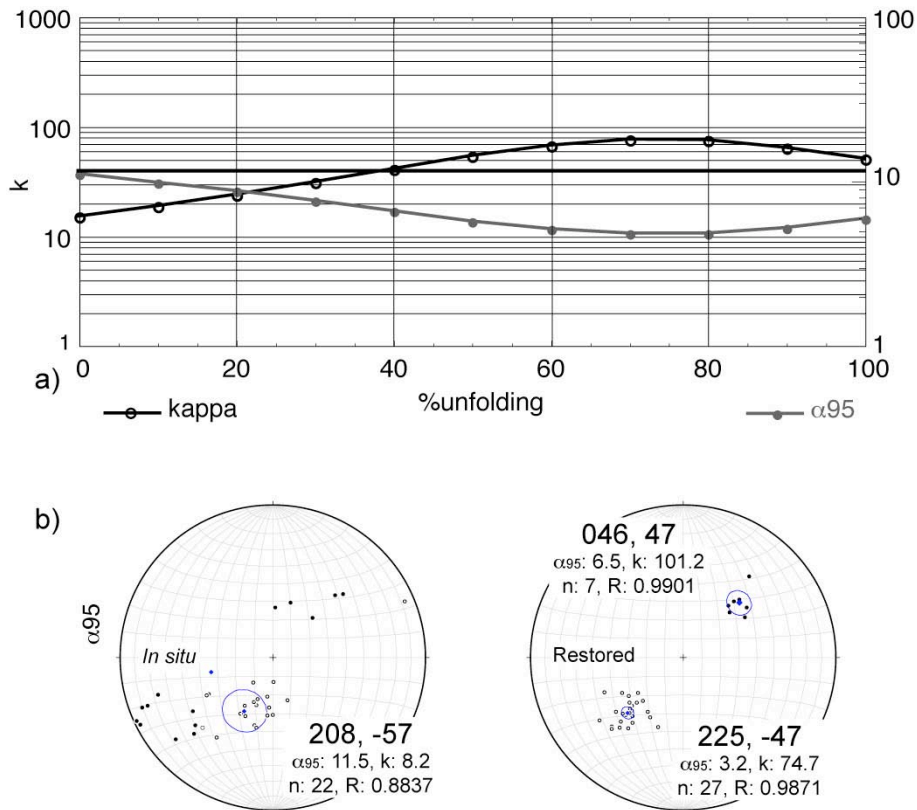 1000
100
10
1
k
100
10
1
0 20 40 60 80 100
a)
kappa
%unfolding
α95
b)
α95
In situ
208, -57
α95: 11.5, k: 8.2
n: 22, R: 0.8837
046, 47
α95: 6.5, k: 101.2
n: 7, R: 0.9901
Restored
225, -47
α95: 3.2, k: 74.7
n: 27, R: 0.9871